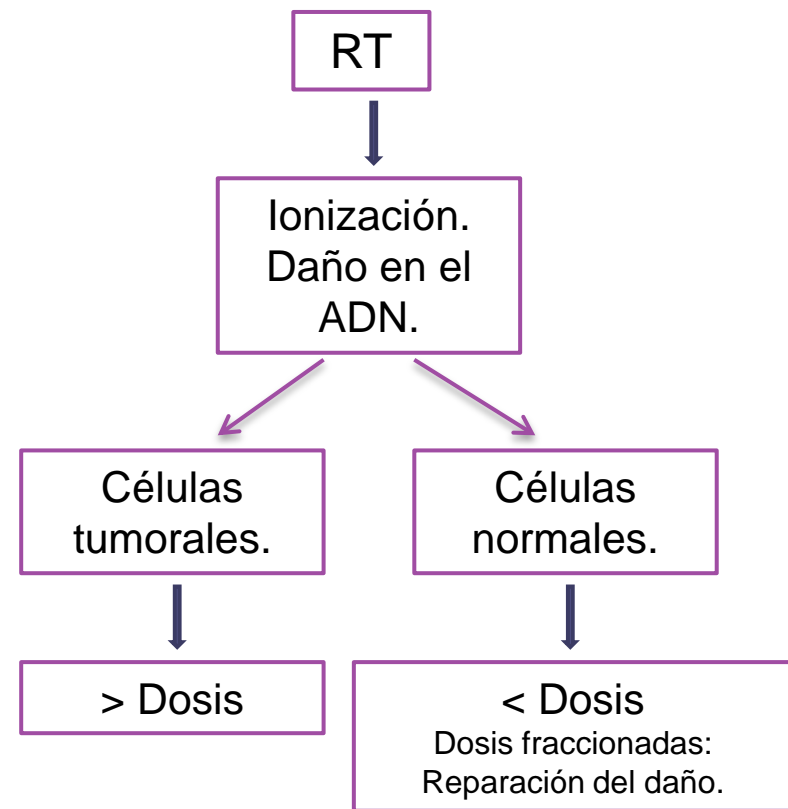 RT
Ionización.
Daño en el
ADN.
Células
tumorales.
Células
normales.
> Dosis
< Dosis
Dosis fraccionadas:
Reparación del daño.